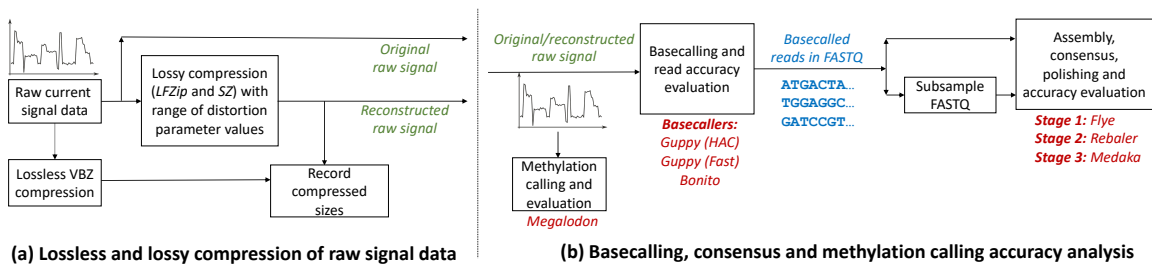 Raw current
signal data
Lossy compression
(LFZip and SZ) with
range of distortion
parameter values
Original
raw signal
Reconstructed
raw signal
Lossless VBZ
compression
Record
compressed
sizes
(a) Lossless and lossy compression of raw signal data
Original/reconstructed
raw signal
Methylation
calling and
evaluation
Megalodon
Basecalling and
read accuracy
evaluation
Basecallers:
Guppy (HAC)
Guppy (Fast)
Bonito
Basecalled
reads in FASTQ
ATGACTA…
TGGAGGC…
GATCCGT…
Subsample
FASTQ
Assembly,
consensus,
polishing and
accuracy evaluation
Stage 1: Flye
Stage 2: Rebaler
Stage 3: Medaka
(b) Basecalling, consensus and methylation calling accuracy analysis